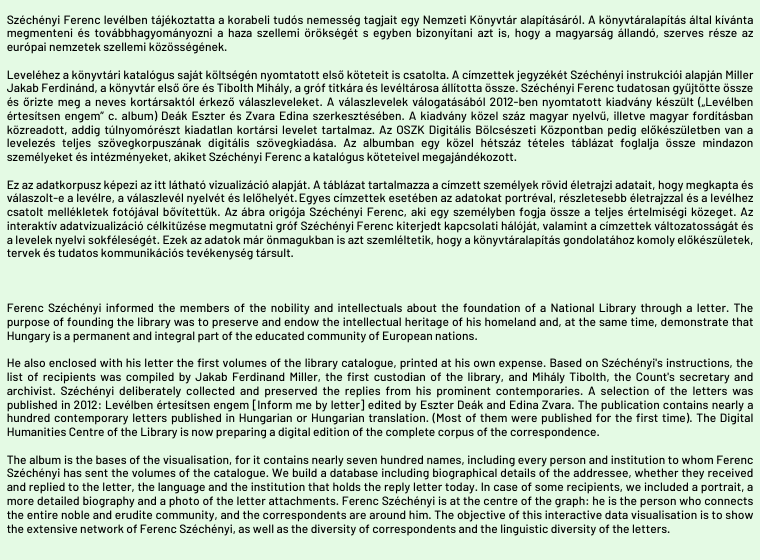 Széchényi Ferenc levélben tájékoztatta a korabeli tudós nemesség tagjait egy Nemzeti Könyvtár alapításáról. A könyvtáralapítás által kívánta
megmenteni és továbbhagyományozni a haza szellemi örökségét s egyben bizonyítani azt is, hogy a magyarság állandó, szerves része az
európai nemzetek szellemi közösségének.
Leveléhez a könyvtári katalógus saját költségén nyomtatott első köteteit is csatolta. A címzettek jegyzékét Széchényi instrukciói alapján Miller
Jakab Ferdinánd, a könyvtár első őre és Tibolth Mihály, a gróf titkára és levéltárosa állította össze. Széchényi Ferenc tudatosan gyűjtötte össze
és őrizte meg a neves kortársaktól érkező válaszleveleket. A válaszlevelek válogatásából 2012-ben nyomtatott kiadvány készült („Levélben
értesítsen engem” c. album) Deák Eszter és Zvara Edina szerkesztésében. A kiadvány közel száz magyar nyelvű, illetve magyar fordításban
közreadott, addig túlnyomórészt kiadatlan kortársi levelet tartalmaz. Az OSZK Digitális Bölcsészeti Központban pedig előkészületben van a
levelezés teljes szövegkorpuszának digitális szövegkiadása. Az albumban egy közel hétszáz tételes táblázat foglalja össze mindazon
személyeket és intézményeket, akiket Széchényi Ferenc a katalógus köteteivel megajándékozott.
Ez az adatkorpusz képezi az itt látható vizualizáció alapját. A táblázat tartalmazza a címzett személyek rövid életrajzi adatait, hogy megkapta és
válaszolt-e a levélre, a válaszlevél nyelvét és lelőhelyét. Egyes címzettek esetében az adatokat portréval, részletesebb életrajzzal és a levélhez
csatolt mellékletek fotójával bővítettük. Az ábra origója Széchényi Ferenc, aki egy személyben fogja össze a teljes értelmiségi közeget. Az
interaktív adatvizualizáció célkitűzése megmutatni gróf Széchényi Ferenc kiterjedt kapcsolati hálóját, valamint a címzettek változatosságát és
a levelek nyelvi sokféleségét. Ezek az adatok már önmagukban is azt szemléltetik, hogy a könyvtáralapítás gondolatához komoly előkészületek,
tervek és tudatos kommunikációs tevékenység társult.
Ferenc Széchényi informed the members of the nobility and intellectuals about the foundation of a National Library through a letter. The
purpose of founding the library was to preserve and endow the intellectual heritage of his homeland and, at the same time, demonstrate that
Hungary is a permanent and integral part of the educated community of European nations.
He also enclosed with his letter the first volumes of the library catalogue, printed at his own expense. Based on Széchényi's instructions, the
list of recipients was compiled by Jakab Ferdinand Miller, the first custodian of the library, and Mihály Tibolth, the Count's secretary and
archivist. Széchényi deliberately collected and preserved the replies from his prominent contemporaries. A selection of the letters was
published in 2012: Levélben értesítsen engem [Inform me by letter] edited by Eszter Deák and Edina Zvara. The publication contains nearly a
hundred contemporary letters published in Hungarian or Hungarian translation. (Most of them were published for the first time). The Digital
Humanities Centre of the Library is now preparing a digital edition of the complete corpus of the correspondence.
The album is the bases of the visualisation, for it contains nearly seven hundred names, including every person and institution to whom Ferenc
Széchényi has sent the volumes of the catalogue. We build a database including biographical details of the addressee, whether they received
and replied to the letter, the language and the institution that holds the reply letter today. In case of some recipients, we included a portrait, a
more detailed biography and a photo of the letter attachments. Ferenc Széchényi is at the centre of the graph: he is the person who connects
the entire noble and erudite community, and the correspondents are around him. The objective of this interactive data visualisation is to show
the extensive network of Ferenc Széchényi, as well as the diversity of correspondents and the linguistic diversity of the letters.